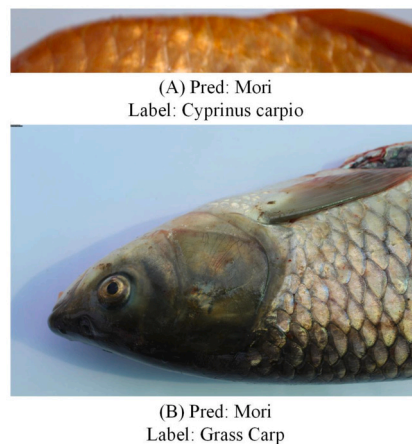 (A) Pred: Mori
Label: Cyprinus carpio
(B) Pred: Mori
Label: Grass Carp